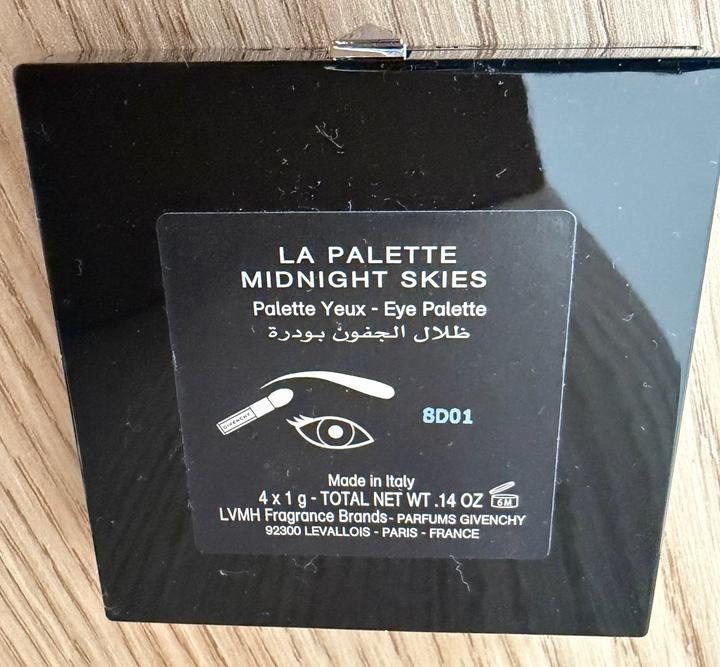 LA PALETTE
MIDNIGHT SKIES
Palette Yeux - Eye Palette
ظلال الجفون بودرة
GIVENCHY
8D01
Made in Italy
4 x 1 g - TOTAL NET WT .14 OZ 6M
LVMH Fragrance Brands - PARFUMS GIVENCHY
92300 LEVALLOIS - PARIS - FRANCE